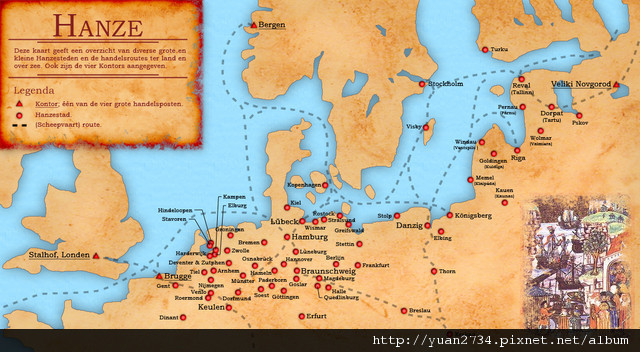 HANZE
Deze kaart geeft een overzicht van diverse grote en
kleine Hanzesteden en de handelsroutes ter land en
over zee. Ook zijn de vier Kontors aangegeven.
Legenda
Kontor: één van de vier grote handelsposten.
Hanzestad.
(Scheepvaart) route.
Bergen
Turku
Stockholm
Reval
(Tallinn)
Veliki Novgorod
Pernau
(Pärnu)
Dorpat
(Tartu)
Pskov
Visby
Wolmar
(Valmiera)
Windau
(Ventspils)
Goldingen
(Kuldīga)
Riga
Memel
(Klaipėda)
Kauen
(Kaunas)
Kopenhagen
Kampen
Elburg
Hindeloopen
Stavoren
Kiel
Rostock
Stralsund
Lübeck
Wismar
Greifswald
Stolp
Danzig
Königsberg
Elbing
Groningen
Bremen
Hamburg
Stettin
Stalhof, Londen
Harderwijk
Zwolle
Lüneburg
Deventer & Zutphen
Osnabrück
Hannover
Berlijn
Frankfurt
Brugge
Tiel
Arnhem
Hameln
Braunschweig
Thorn
Gent
Nijmegen
Münster
Paderborn
Magdeburg
Goslar
Halle
Venlo
Roermond
Dortmund
Soest
Göttingen
Quedlinburg
Keulen
Dinant
Erfurt
Breslau
http://yuan2734.pixnet.net/album